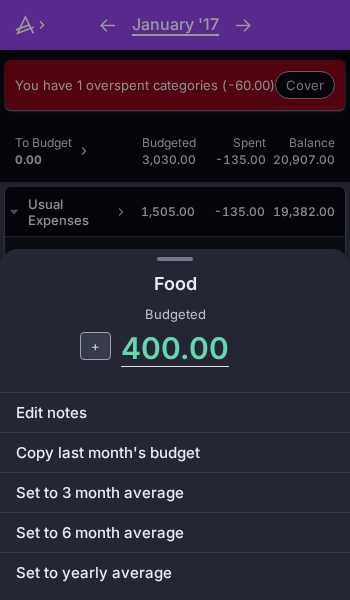 January '17
You have 1 overspent categories (-60.00)
Cover
To Budget
0.00
Budgeted
3,030.00
Spent
-135.00
Balance
20,907.00
Usual
Expenses
1,505.00
-135.00
19,382.00
Food
Budgeted
+
400.00
Edit notes
Copy last month's budget
Set to 3 month average
Set to 6 month average
Set to yearly average